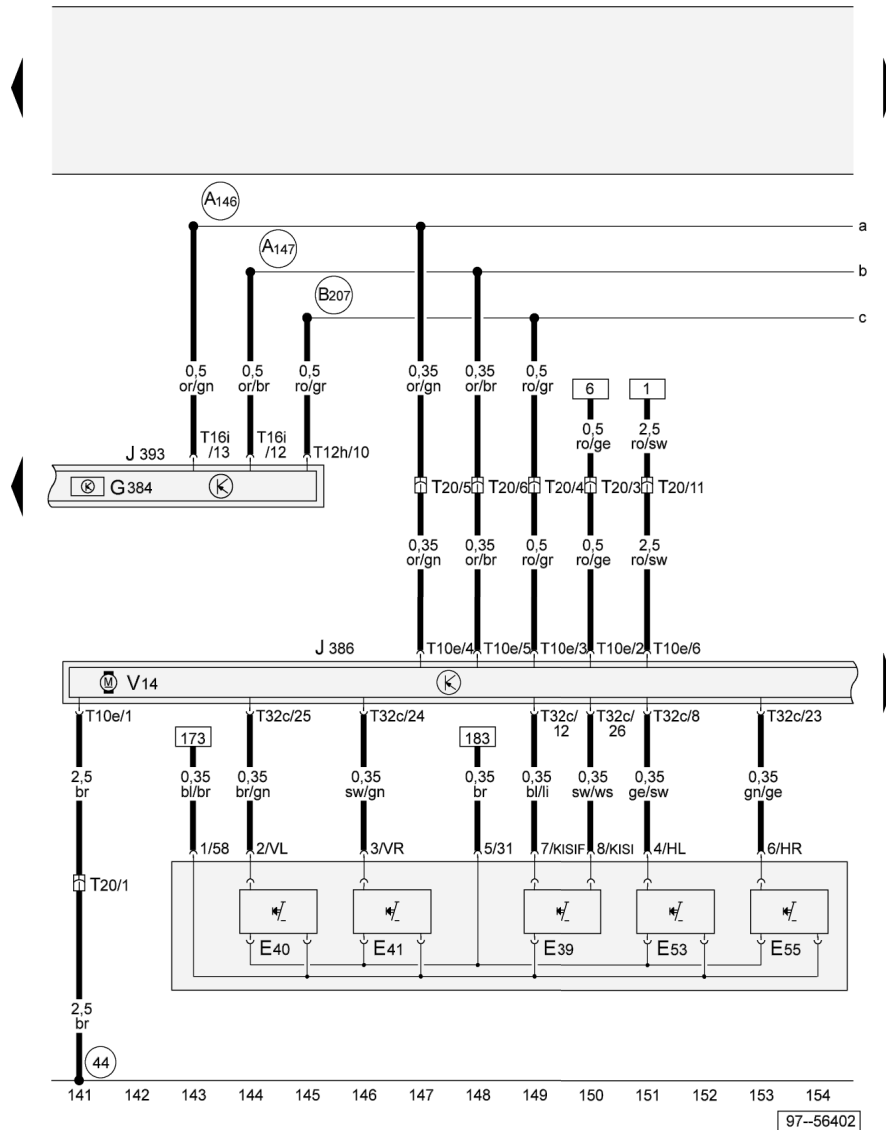 A146
a
A147
b
B207
c
0,5 0,5 0,5 0,35 0,35 0,5 6 1
or/gn or/br ro/gr or/gn or/br ro/gr
0,5 2,5
ro/ge ro/sw
J 393 T16i /13 T16i /12 T12h/10
G384 T20/5 T20/6 T20/4 T20/3 T20/11
0,35 0,35 0,5 0,5 2,5
or/gn or/br ro/gr ro/ge ro/sw
J 386 T10e/4 T10e/5 T10e/3 T10e/2 T10e/6
M V14
T10e/1 T32c/25 T32c/24 T32c/ 12 T32c/ 26 T32c/8 T32c/23
173 183
2,5 0,35 0,35 0,35 0,35 0,35 0,35 0,35 0,35
br bl/br br/gn sw/gn br bl/li sw/ws ge/sw gn/ge
1/58 2/VL 3/VR 5/31 7/KISIF 8/KISI 4/HL 6/HR
T20/1
E40 E41 E39 E53 E55
2,5
br
44
141 142 143 144 145 146 147 148 149 150 151 152 153 154
97--56402